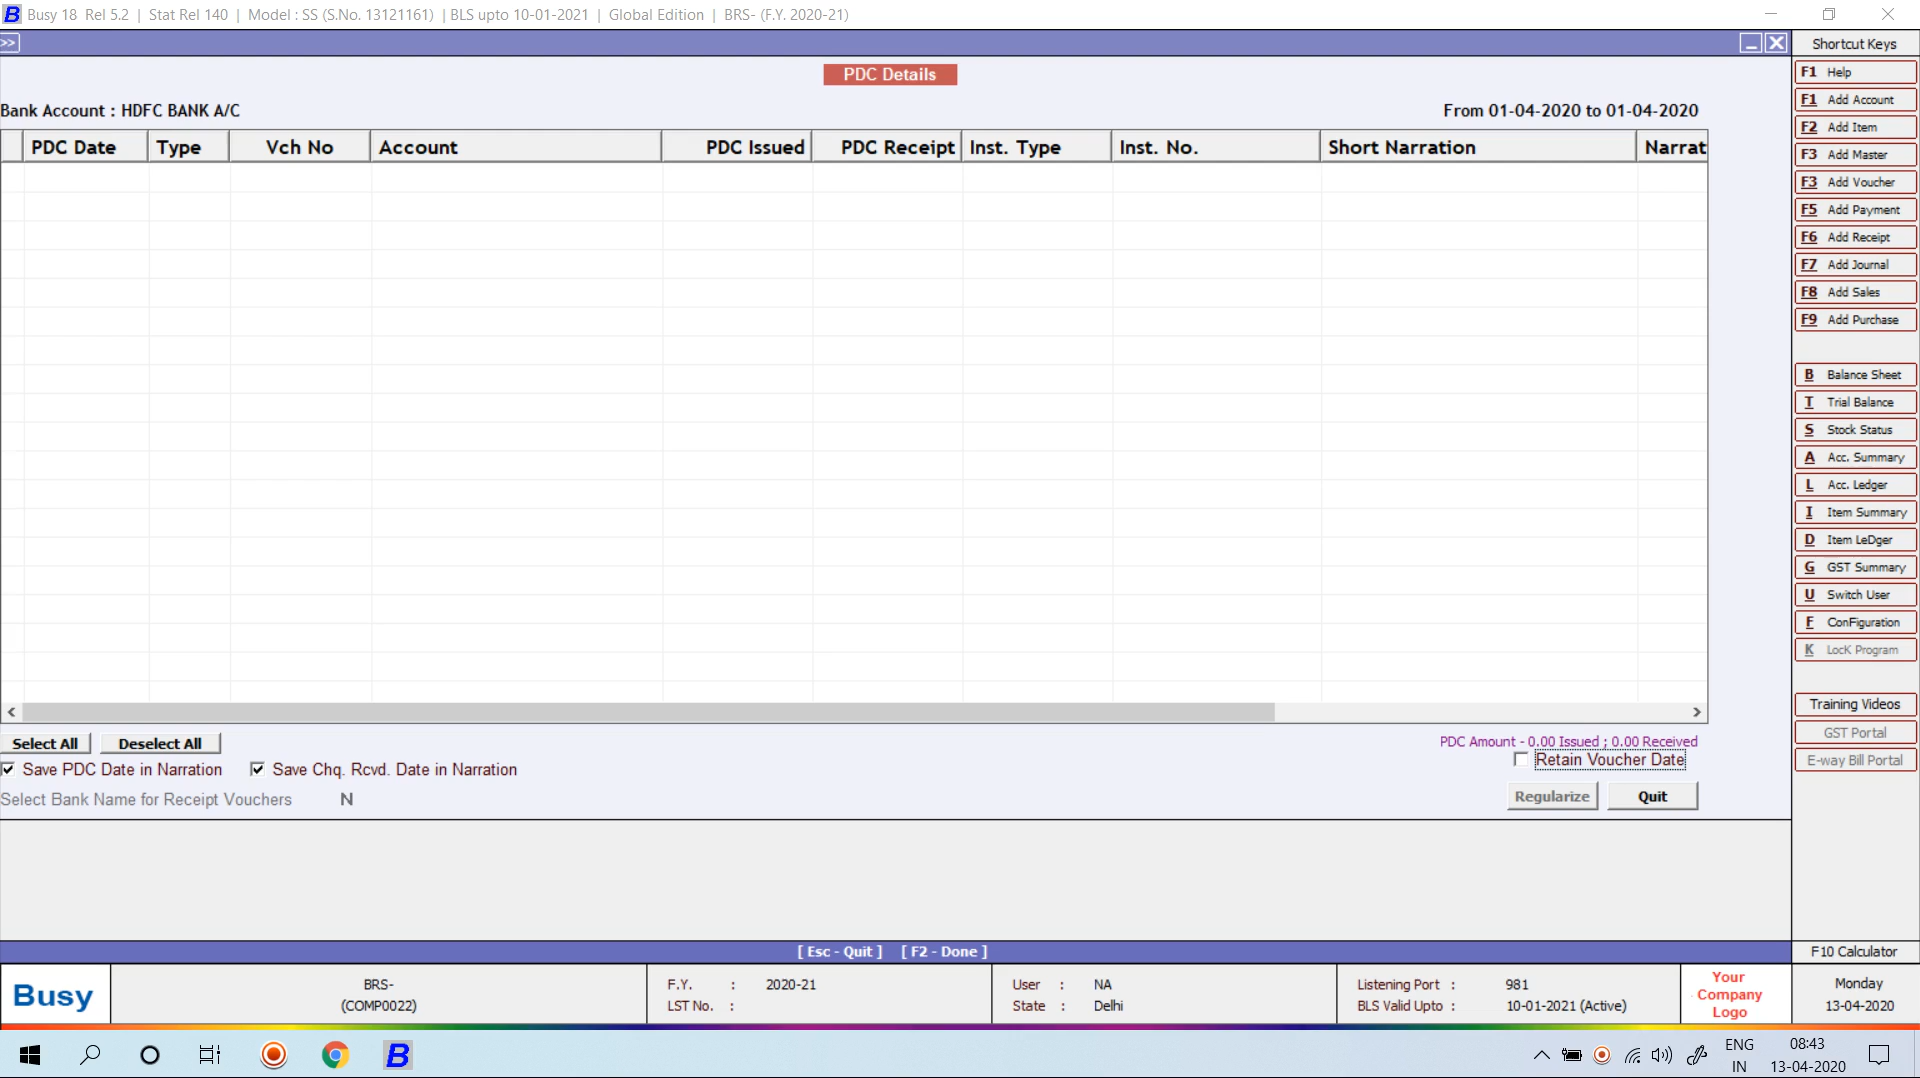 Busy 18 Rel 5.2 | Stat Rel 140 | Model : SS (S.No. 13121161) | BLS upto 10-01-2021 | Global Edition | BRS- (F.Y. 2020-21)
>>
Shortcut Keys
PDC Details
Bank Account : HDFC BANK A/C
From 01-04-2020 to 01-04-2020
PDC Date Type Vch No Account PDC Issued PDC Receipt Inst. Type Inst. No. Short Narration Narrat
F1 Help
F1 Add Account
F2 Add Item
F3 Add Master
F3 Add Voucher
F5 Add Payment
F6 Add Receipt
F7 Add Journal
F8 Add Sales
F9 Add Purchase
B Balance Sheet
T Trial Balance
S Stock Status
A Acc. Summary
L Acc. Ledger
I Item Summary
D Item LeDger
G GST Summary
U Switch User
F ConFiguration
K LocK Program
Training Videos
GST Portal
E-way Bill Portal
Select All Deselect All
PDC Amount - 0.00 Issued ; 0.00 Received
Save PDC Date in Narration Save Chq. Rcvd. Date in Narration
Retain Voucher Date
Select Bank Name for Receipt Vouchers N
Regularize Quit
[ Esc - Quit ] [ F2 - Done ]
F10 Calculator
Busy
BRS-
(COMP0022)
F.Y. : 2020-21
LST No. :
User : NA
State : Delhi
Listening Port : 981
BLS Valid Upto : 10-01-2021 (Active)
Your
Company
Logo
Monday
13-04-2020
B
ENG
IN
08:43
13-04-2020